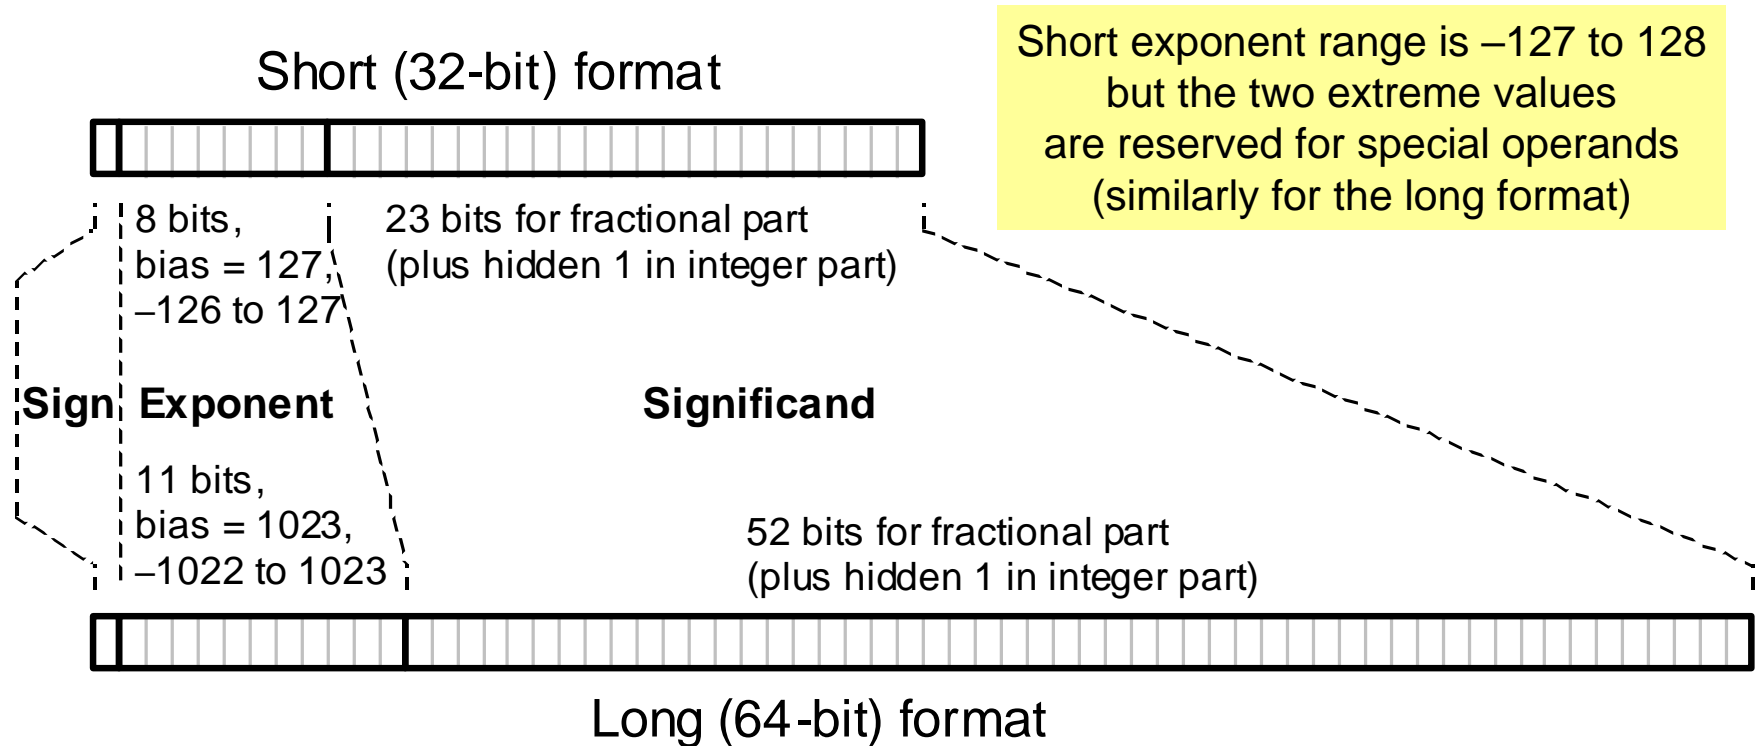 Short (32-bit) format
Short exponent range is –127 to 128
but the two extreme values
are reserved for special operands
(similarly for the long format)
8 bits,
bias = 127,
–126 to 127
23 bits for fractional part
(plus hidden 1 in integer part)
Sign Exponent Significand
11 bits,
bias = 1023,
–1022 to 1023
52 bits for fractional part
(plus hidden 1 in integer part)
Long (64-bit) format